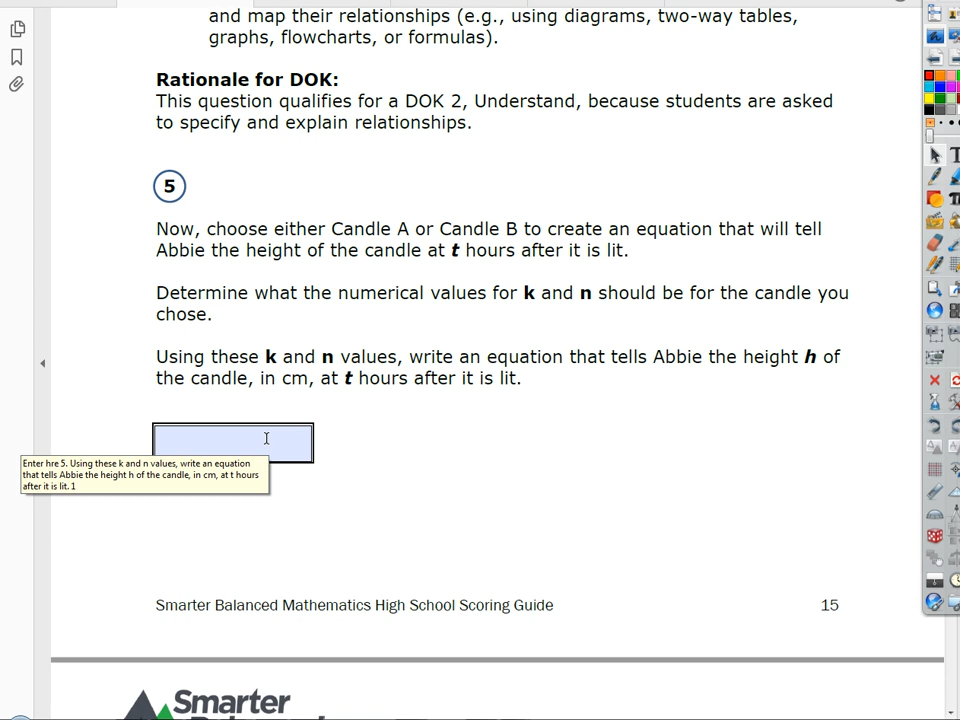 and map their relationships (e.g., using diagrams, two-way tables,
graphs, flowcharts, or formulas).
Rationale for DOK:
This question qualifies for a DOK 2, Understand, because students are asked
to specify and explain relationships.
5
Now, choose either Candle A or Candle B to create an equation that will tell
Abbie the height of the candle at t hours after it is lit.
Determine what the numerical values for k and n should be for the candle you
chose.
Using these k and n values, write an equation that tells Abbie the height h of
the candle, in cm, at t hours after it is lit.
Enter hre 5. Using these k and n values, write an equation
that tells Abbie the height h of the candle, in cm, at t hours
after it is lit. 1
Smarter Balanced Mathematics High School Scoring Guide 15
Smarter